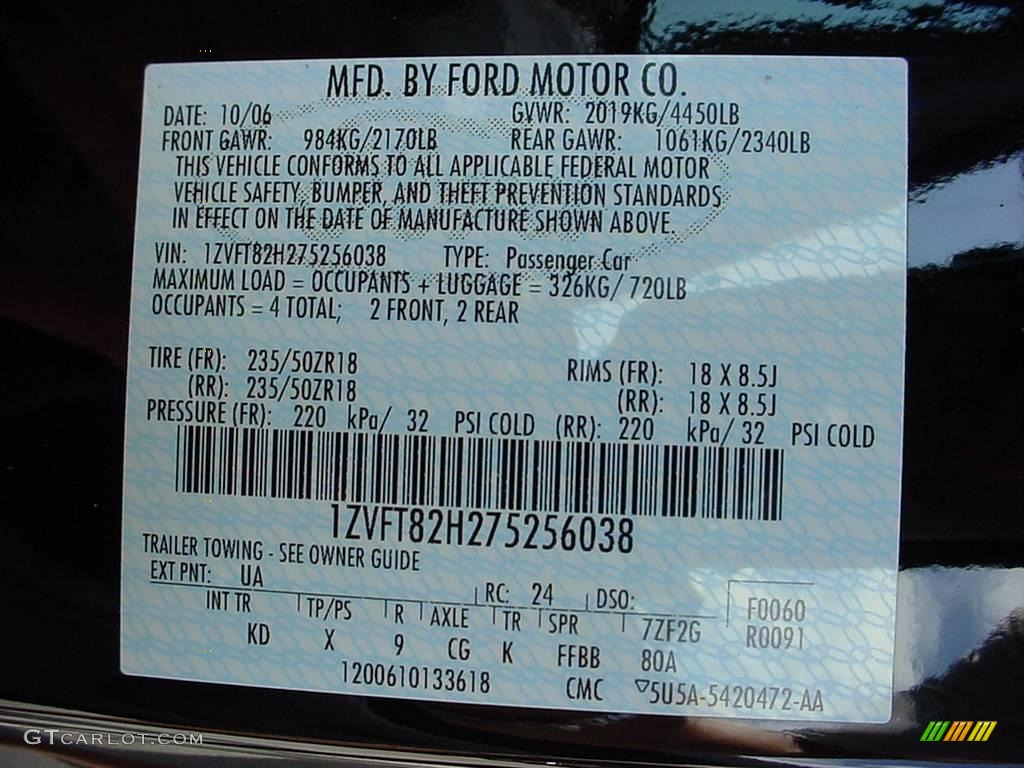 MFD. BY FORD MOTOR CO.
DATE: 10/06 GVWR: 2019KG/4450LB
FRONT GAWR: 984KG/2170LB REAR GAWR: 1061KG/2340LB
THIS VEHICLE CONFORMS TO ALL APPLICABLE FEDERAL MOTOR
VEHICLE SAFETY, BUMPER, AND THEFT PREVENTION STANDARDS
IN EFFECT ON THE DATE OF MANUFACTURE SHOWN ABOVE.
VIN: 1ZVFT82H275256038 TYPE: Passenger Car
MAXIMUM LOAD = OCCUPANTS + LUGGAGE = 326KG/ 720LB
OCCUPANTS = 4 TOTAL; 2 FRONT, 2 REAR
TIRE (FR): 235/50ZR18 RIMS (FR): 18 X 8.5J
(RR): 235/50ZR18 (RR): 18 X 8.5J
PRESSURE (FR): 220 kPa/ 32 PSI COLD (RR): 220 kPa/ 32 PSI COLD
1ZVFT82H275256038
TRAILER TOWING - SEE OWNER GUIDE
EXT PNT: UA RC: 24 DSO: F0060
INT TR TP/PS R AXLE TR SPR 7ZF2G R0091
KD X 9 CG K FFBB 80A
1200610133618 CMC ▽5U5A-5420472-AA
GTCARLOT.COM